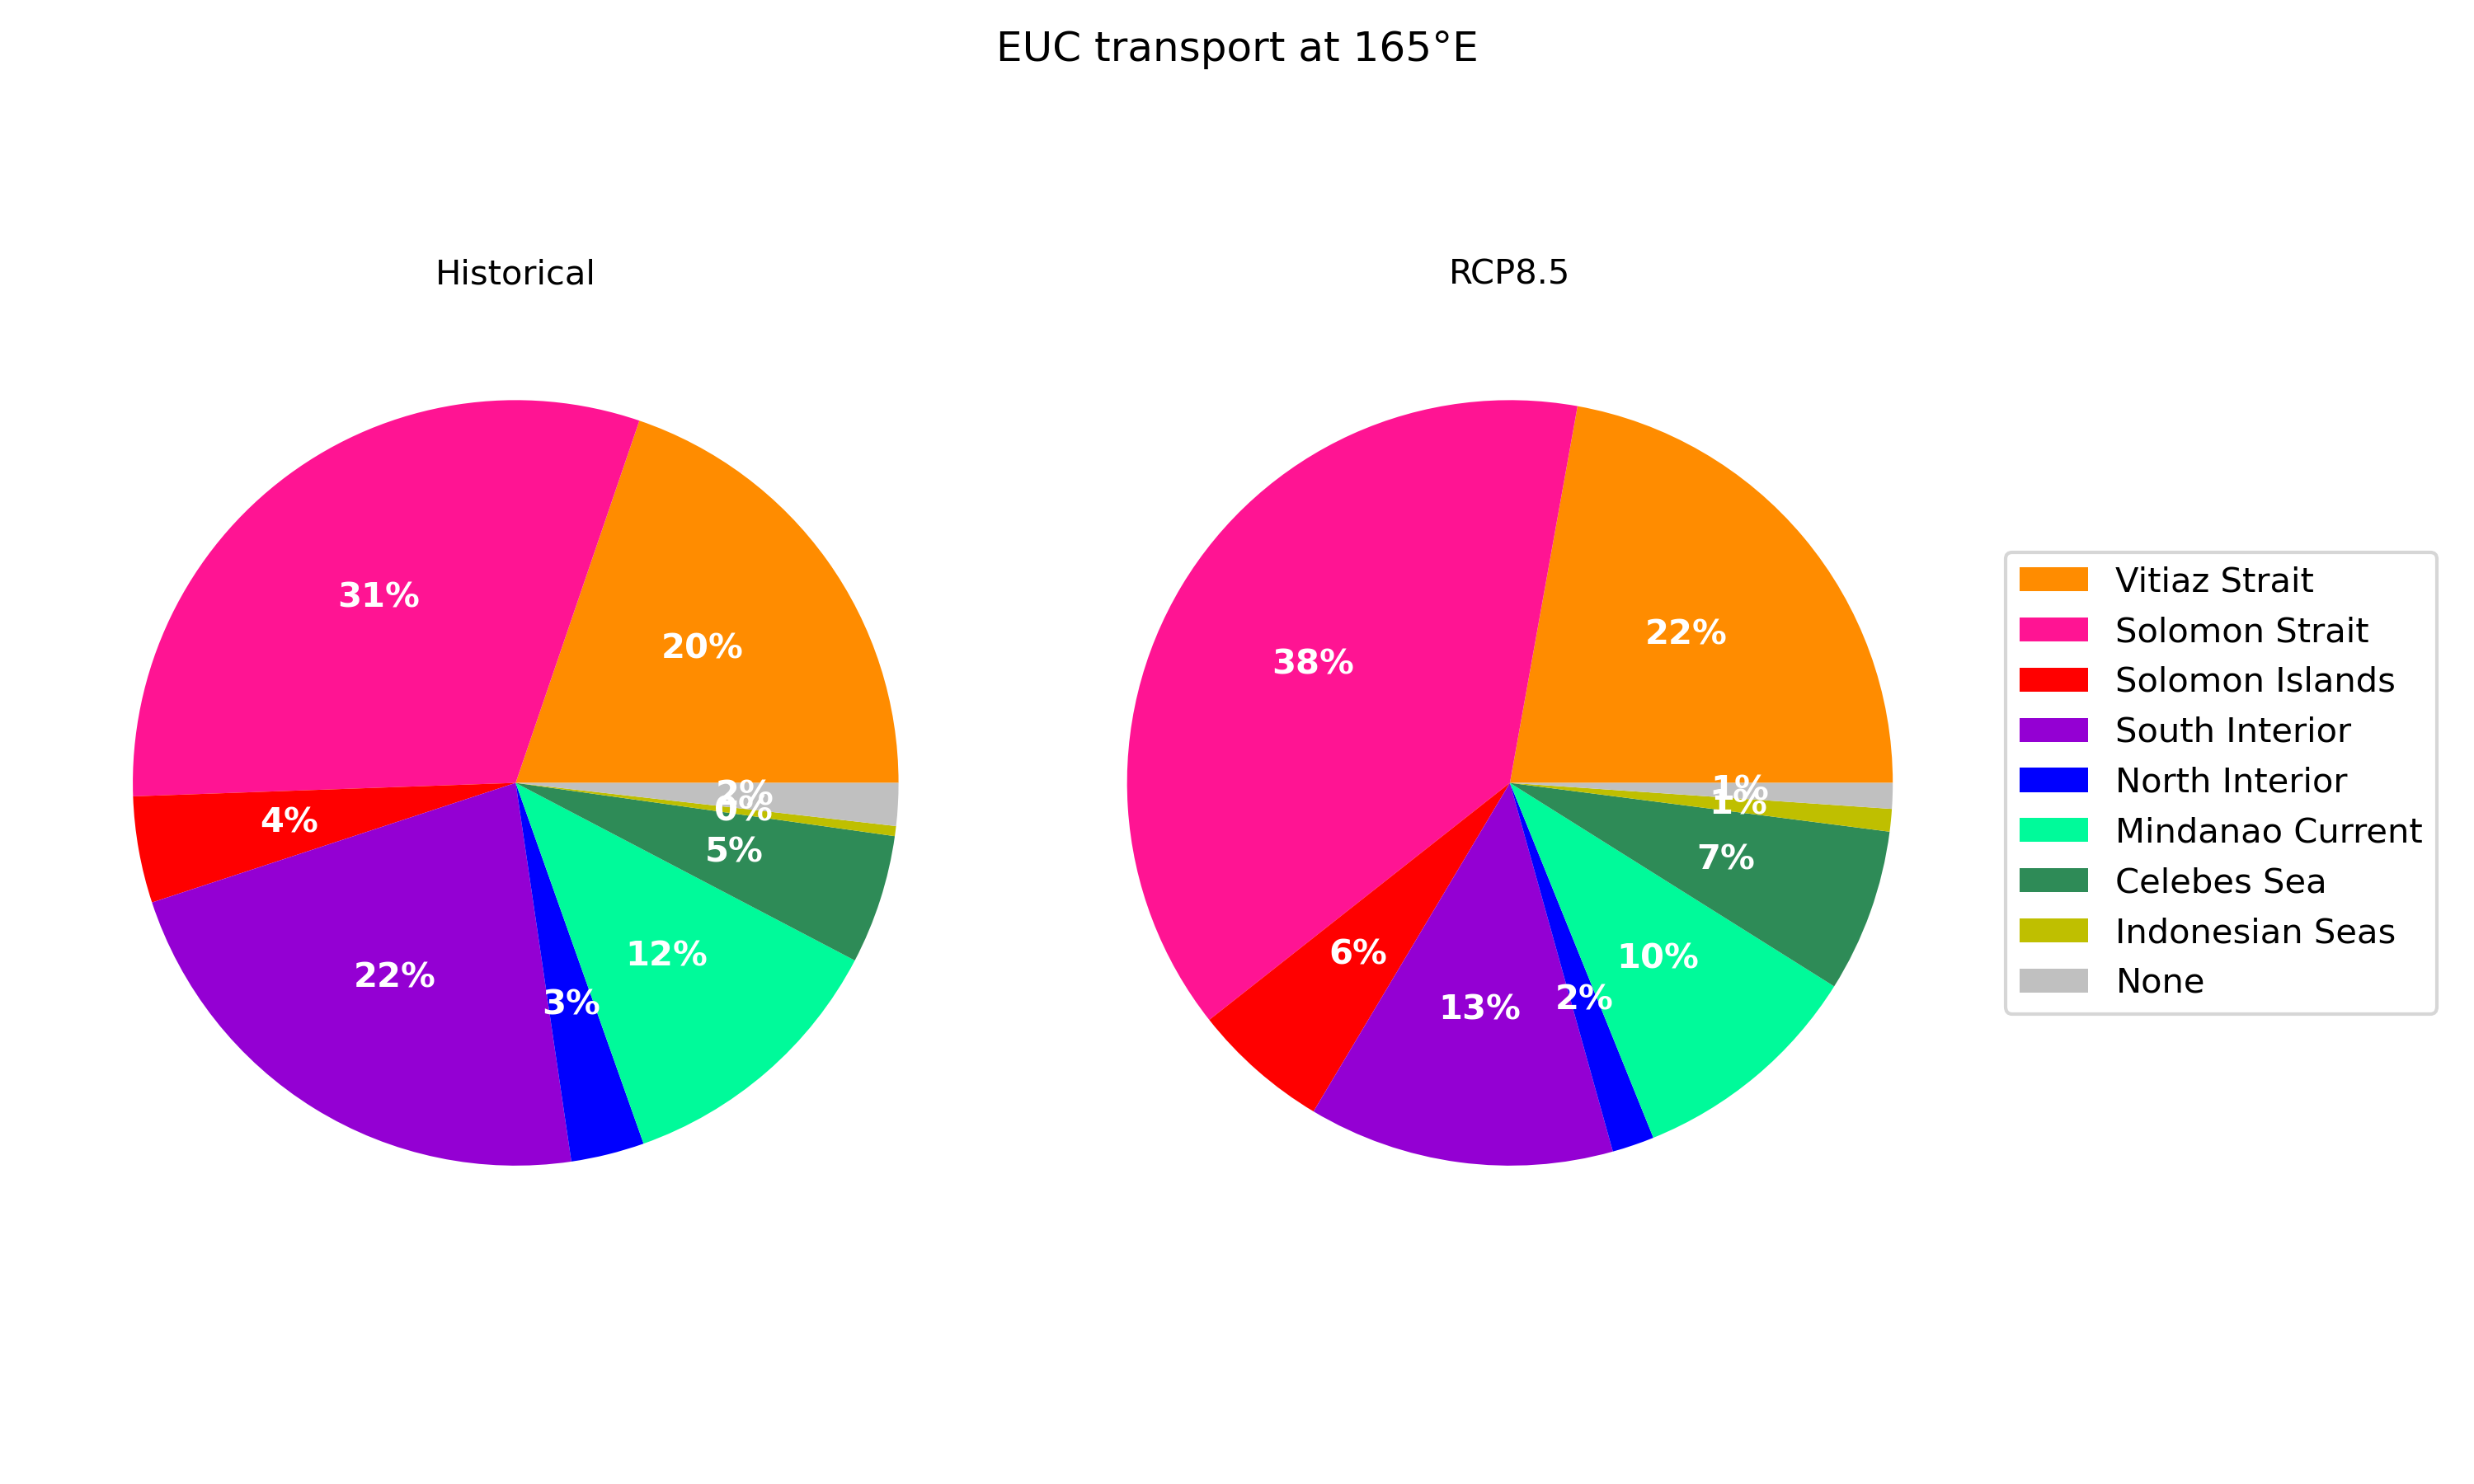 EUC transport at 165°E
Historical
31%
20%
4%
22%
3%
12%
5%
0%
2%
RCP8.5
38%
22%
6%
13%
2%
10%
7%
1%
1%
Vitiaz Strait
Solomon Strait
Solomon Islands
South Interior
North Interior
Mindanao Current
Celebes Sea
Indonesian Seas
None